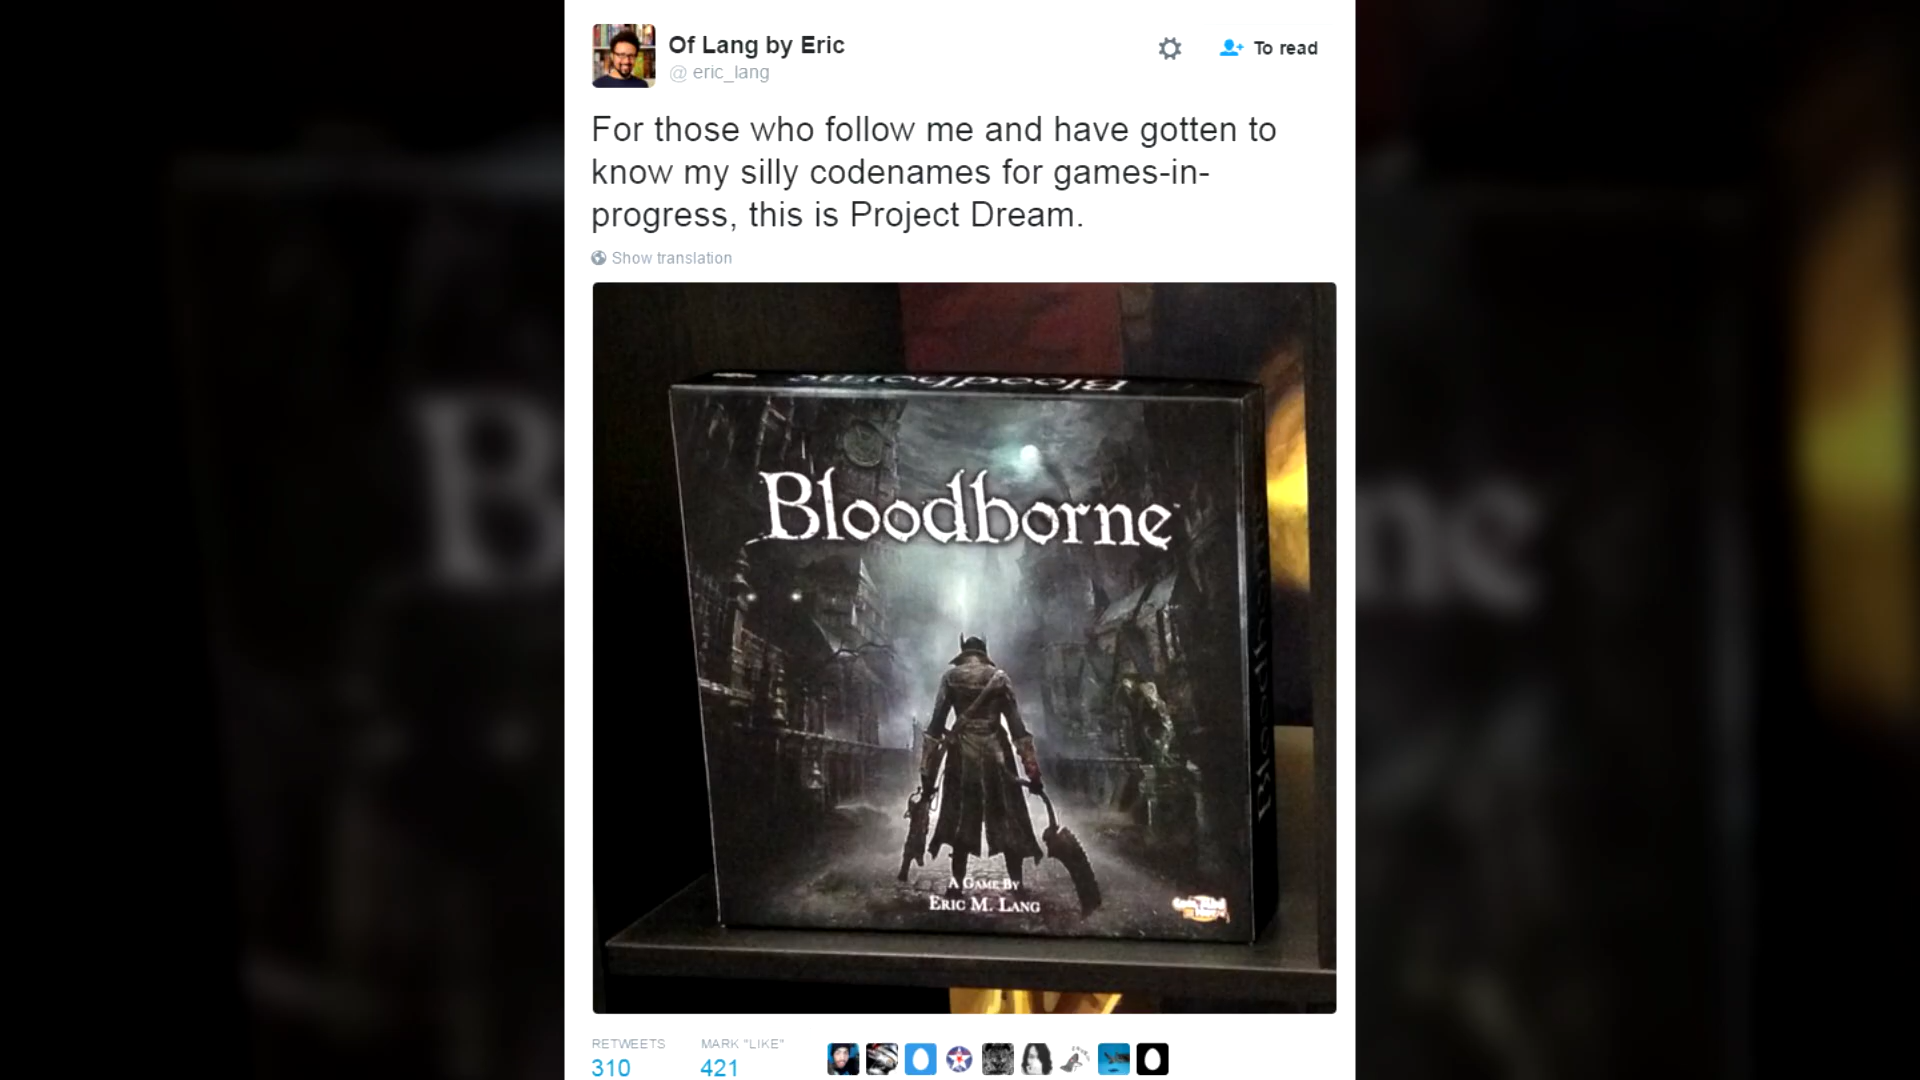 Of Lang by Eric
@ eric_lang
To read
For those who follow me and have gotten to
know my silly codenames for games-in-
progress, this is Project Dream.
Show translation
Bloodborne
Bloodborne™
Bloodborne
A GAME BY
ERIC M. LANG
RETWEETS
310
MARK "LIKE"
421